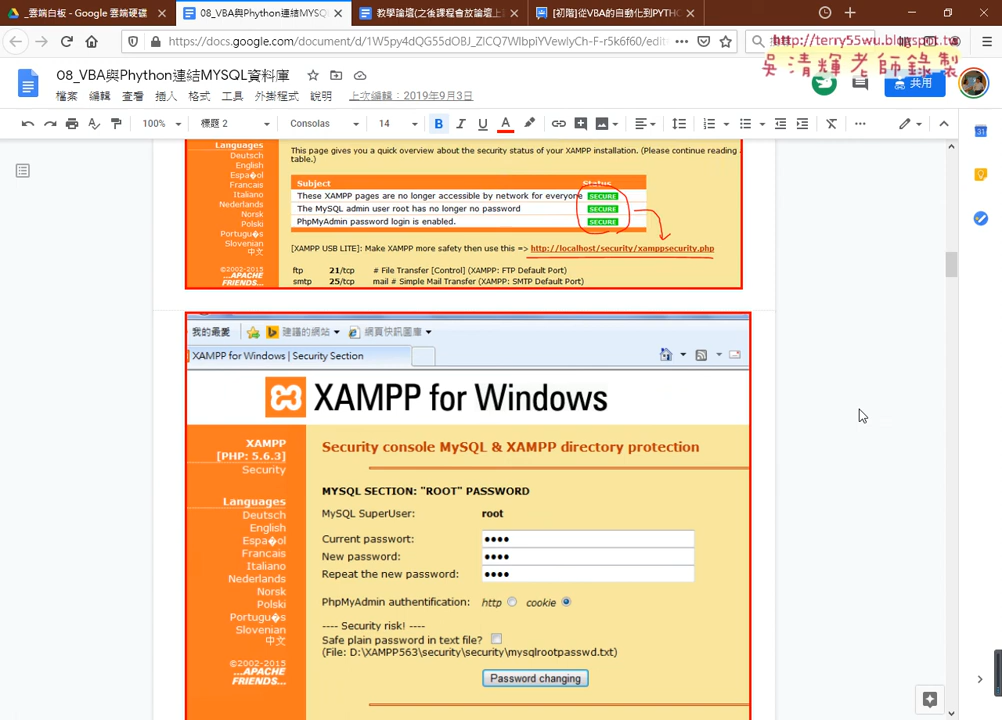 _雲端白板 - Google 雲端硬碟
08_VBA與Phython連結MYSQL
教學論壇(之後課程會放論壇上
[初階]從VBA的自動化到PYTH
https://docs.google.com/document/d/1W5py4dQG55dOBJ_ZICQ7WIbpiYVewlyCh-F-r5k6f60/edit
http://terry55wu.blogspot.tw
吳清輝老師錄製
08_VBA與Phython連結MYSQL資料庫
檔案 編輯 查看 插入 格式 工具 外掛程式 說明 上次編輯：2019年9月3日
共用
100% 標題 2 Consolas 14 B I U A
Languages
Deutsch
English
Espa�ol
Francais
Italiano
Nederlands
Norsk
Polski
Portugu�s
Slovenian
中文
©2002-2015
...APACHE
FRIENDS...
This page gives you a quick overview about the security status of your XAMPP installation. (Please continue reading
table.)
Subject Status
These XAMPP pages are no longer accessible by network for everyone SECURE
The MySQL admin user root has no longer no password SECURE
PhpMyAdmin password login is enabled. SECURE
[XAMPP USB LITE]: Make XAMPP more safety then use this => http://localhost/security/xamppsecurity.php
ftp 21/tcp # File Transfer [Control] (XAMPP: FTP Default Port)
smtp 25/tcp mail # Simple Mail Transfer (XAMPP: SMTP Default Port)
我的最愛 建議的網站 網頁快訊圖庫
XAMPP for Windows | Security Section
XAMPP for Windows
XAMPP
[PHP: 5.6.3]
Security
Languages
Deutsch
English
Espa�ol
Francais
Italiano
Nederlands
Norsk
Polski
Portugu�s
Slovenian
中文
©2002-2015
...APACHE
FRIENDS...
Security console MySQL & XAMPP directory protection
MYSQL SECTION: "ROOT" PASSWORD
MySQL SuperUser: root
Current passwort: ●●●●
New password: ●●●●
Repeat the new password: ●●●●
PhpMyAdmin authentification: http cookie
---- Security risk! ----
Safe plain password in text file?
(File: D:\XAMPP563\security\security\mysqlrootpasswd.txt)
Password changing